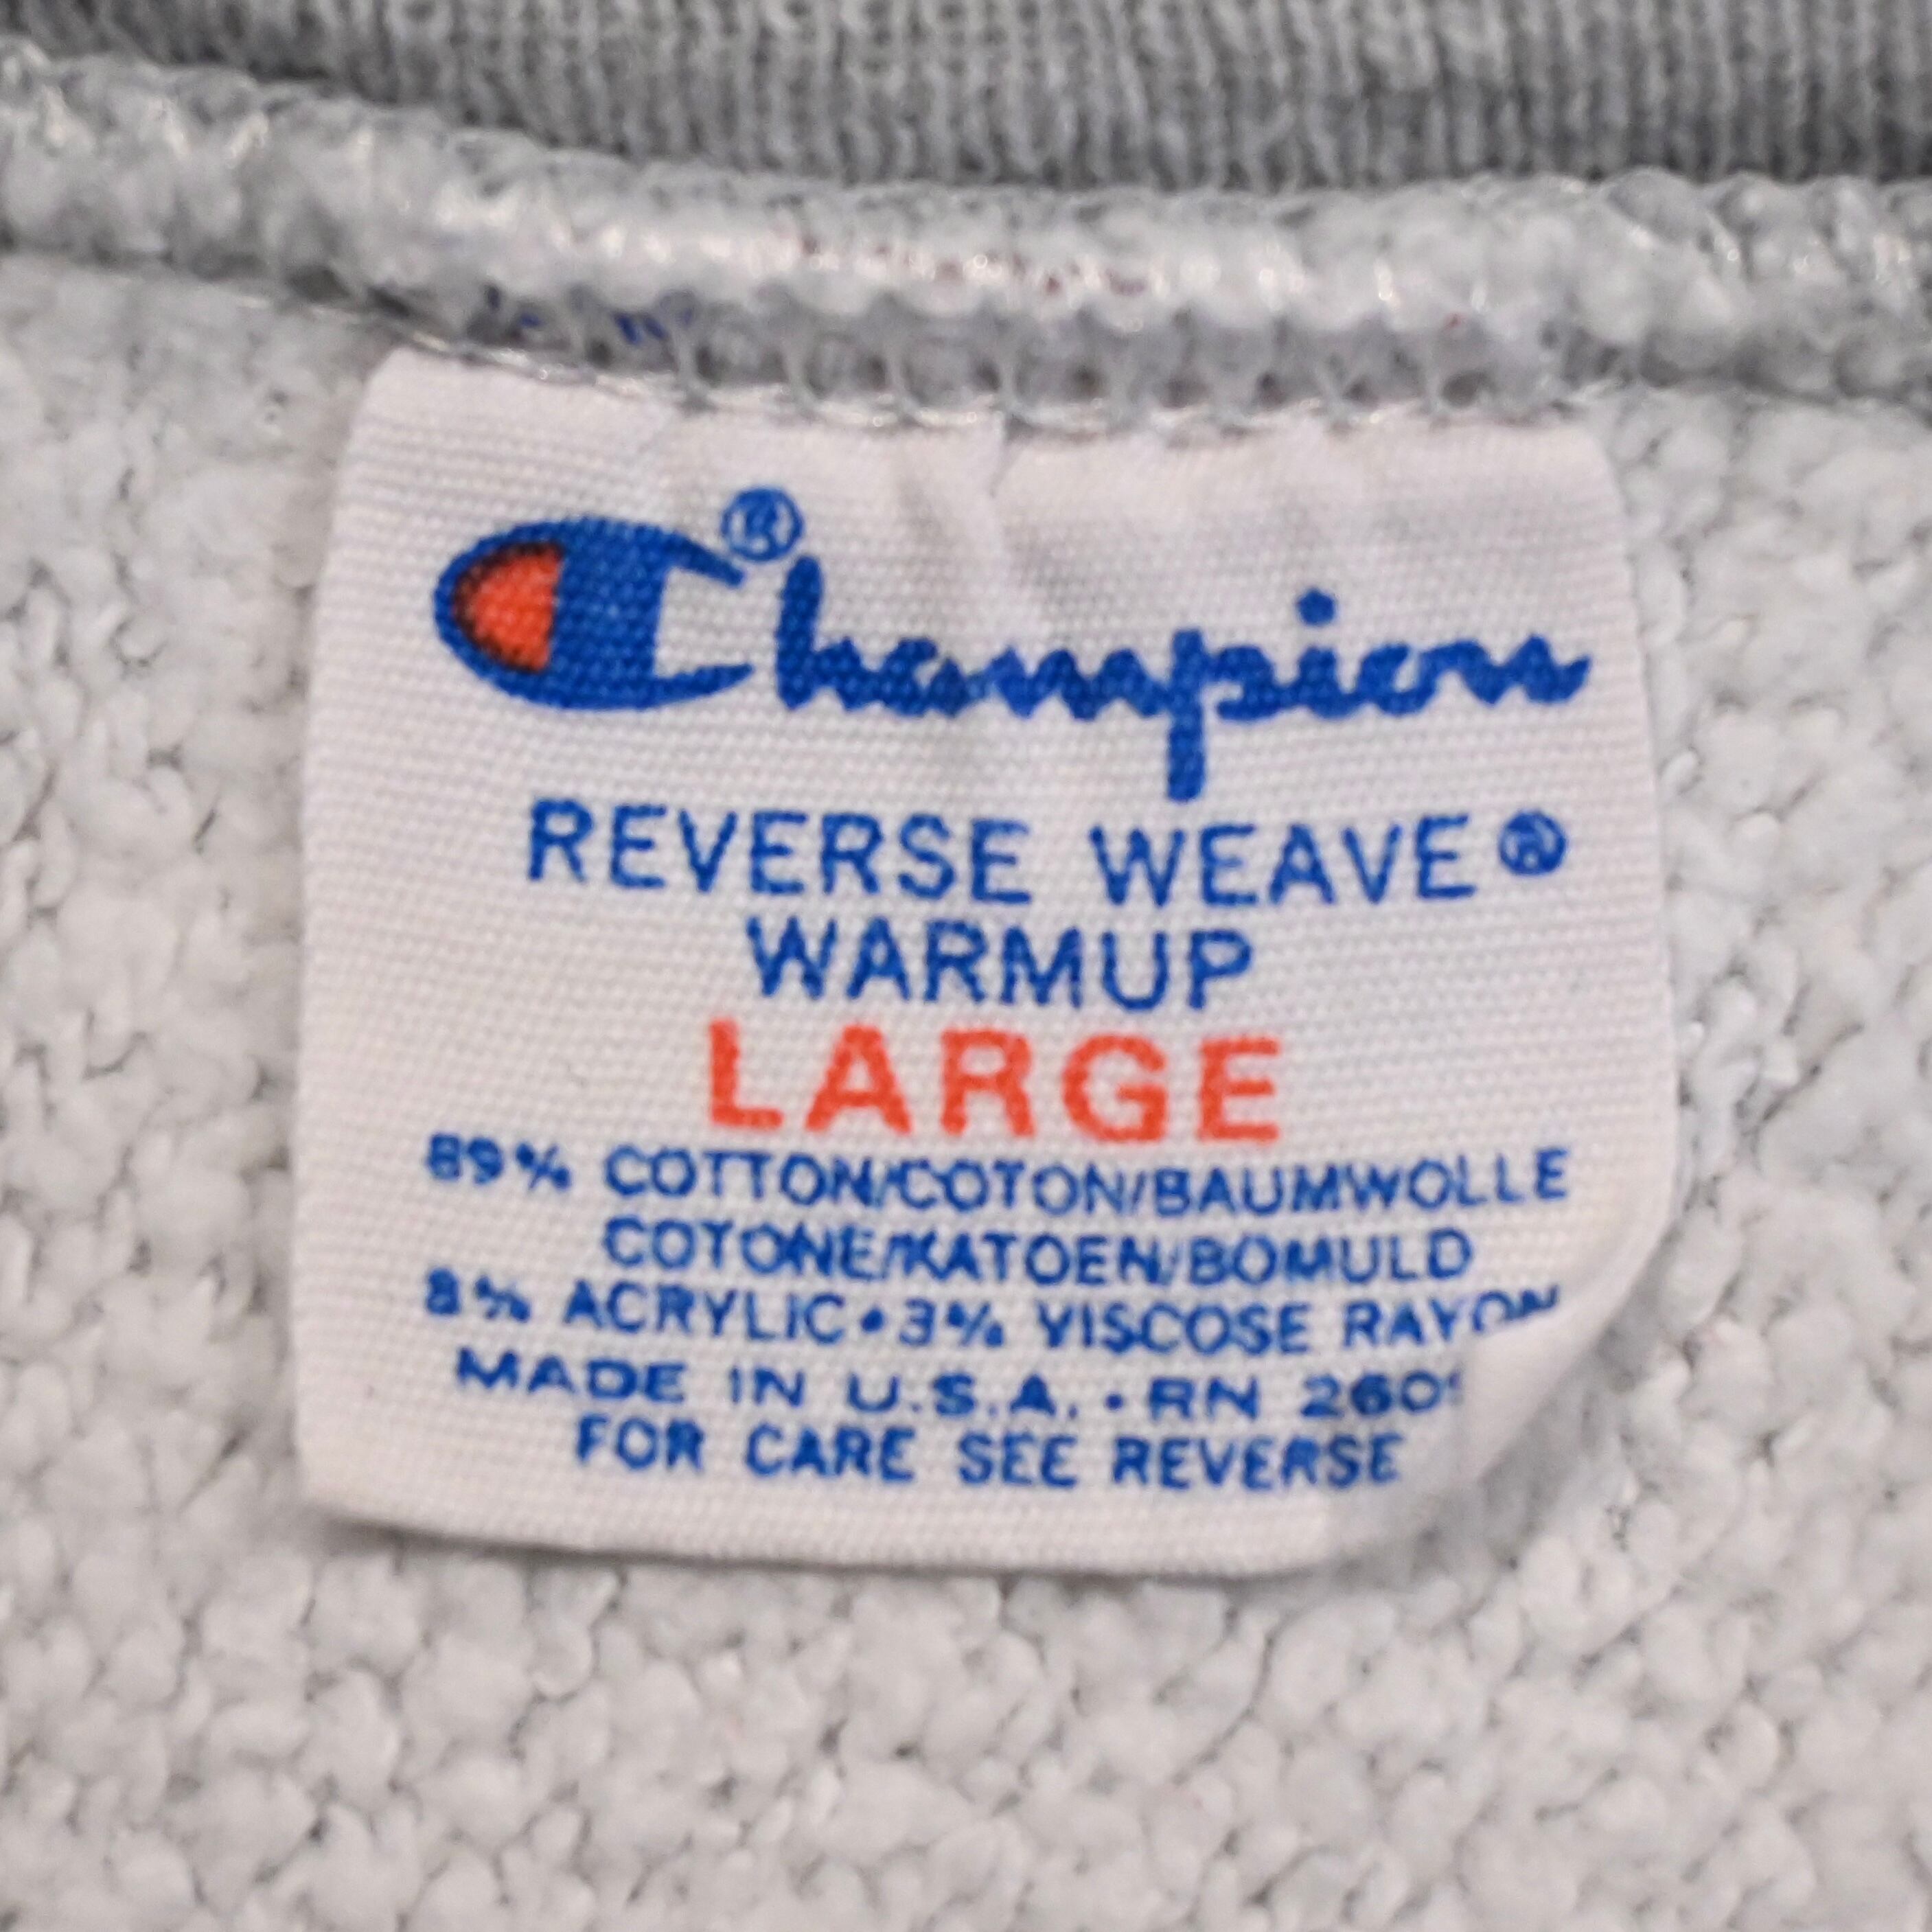 Champion®
REVERSE WEAVE®
WARMUP
LARGE
89% COTTON/COTON/BAUMWOLLE
COTONE/KATOEN/BOMULD
8% ACRYLIC • 3% VISCOSE RAYON
MADE IN U.S.A. • RN
FOR CARE SEE REVERSE